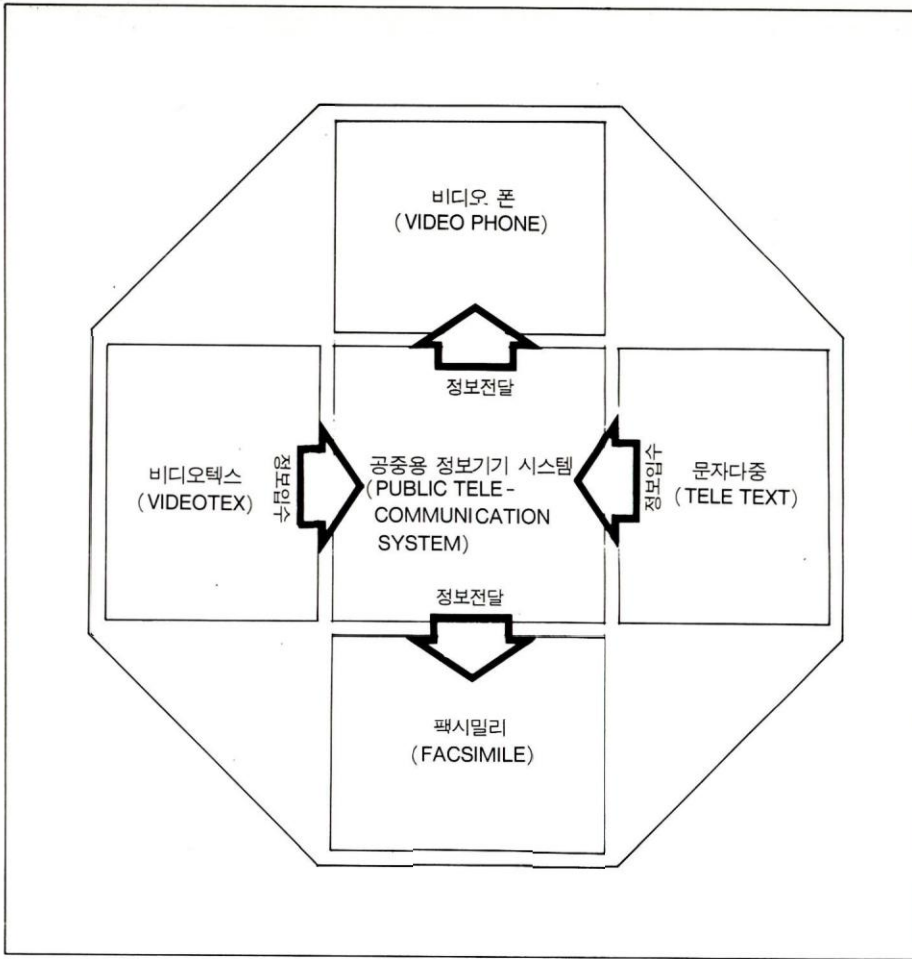 비디오 폰
(VIDEO PHONE)
정보전달
비디오텍스
(VIDEOTEX)
정보입수
공중용 정보기기 시스템
(PUBLIC TELE-
COMMUNICATION
SYSTEM)
정보입수
문자다중
(TELE TEXT)
정보전달
팩시밀리
(FACSIMILE)